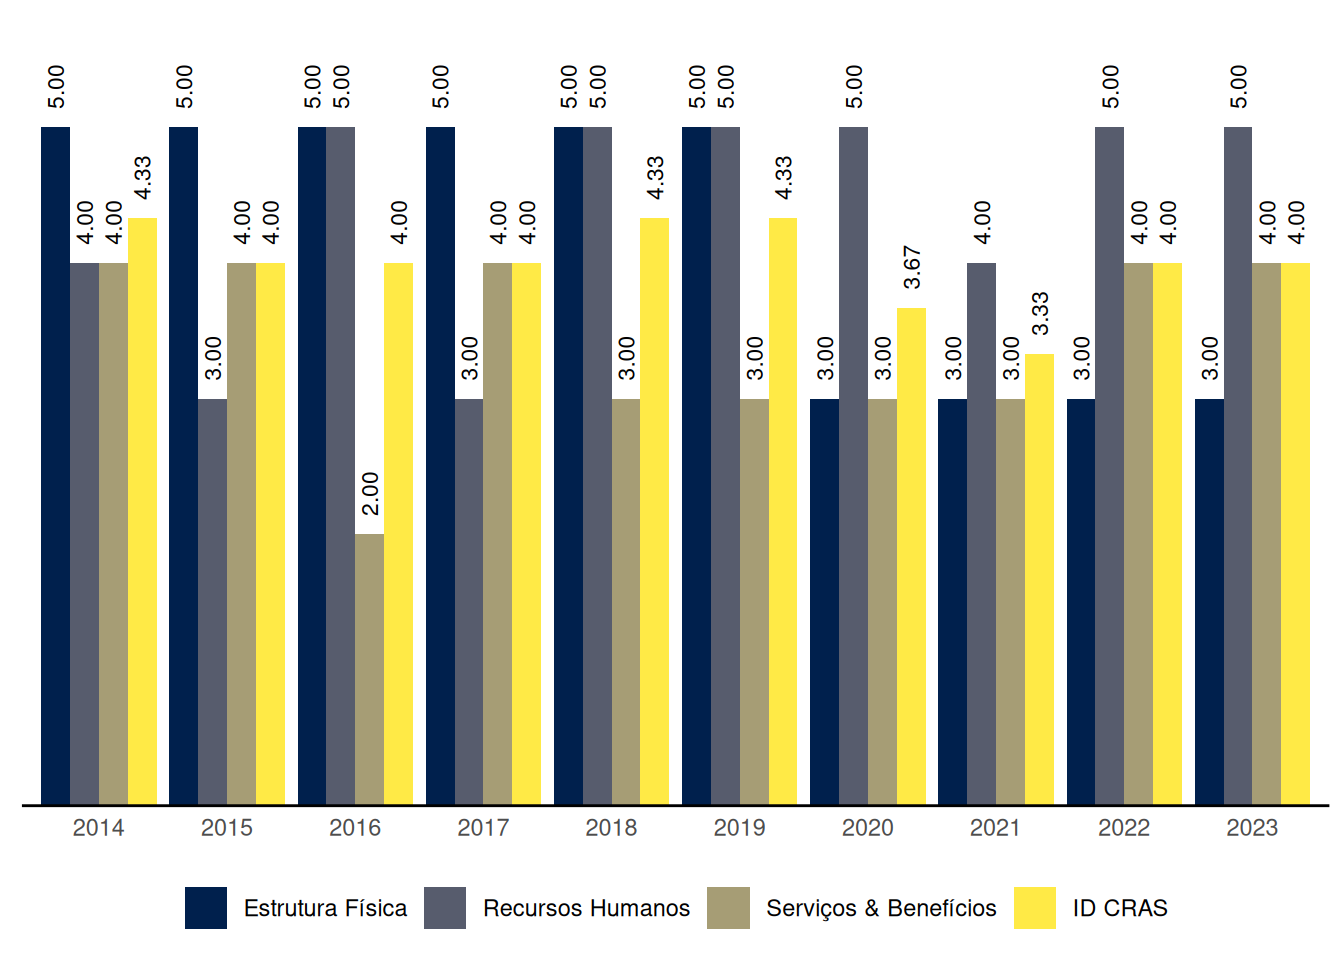 5.00 4.00 4.00 4.33 5.00 3.00 4.00 4.00 5.00 5.00 2.00 4.00 5.00 3.00 4.00 4.00 5.00 5.00 3.00 4.33 5.00 5.00 3.00 4.33 3.00 5.00 3.00 3.67 3.00 4.00 3.00 3.33 3.00 5.00 4.00 4.00 3.00 5.00 4.00 4.00
2014 2015 2016 2017 2018 2019 2020 2021 2022 2023
Estrutura Física Recursos Humanos Serviços & Benefícios ID CRAS